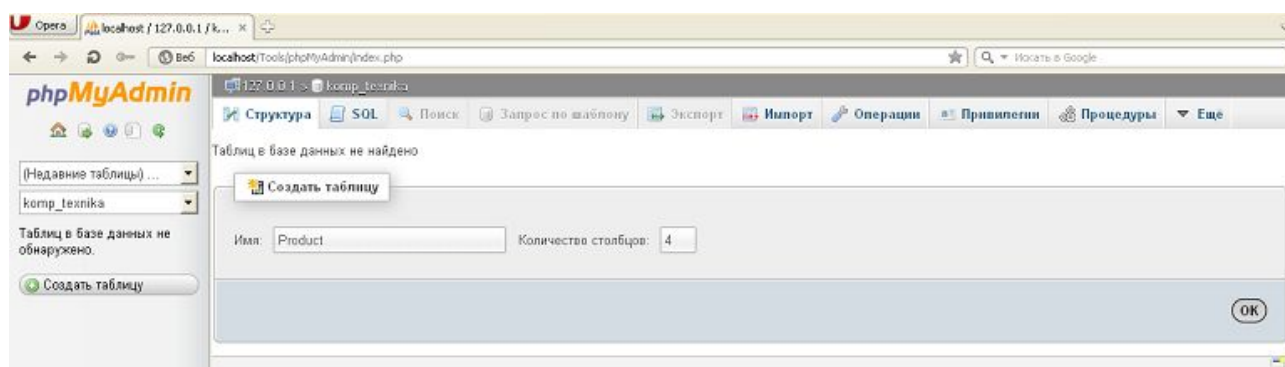 Opera
localhost / 127.0.0.1 / k...
Веб
localhost/Tools/phpMyAdmin/index.php
Искать в Google
phpMyAdmin
127.0.0.1 » komp_texnika
Структура SQL Поиск Запрос по шаблону Экспорт Импорт Операции Привилегии Процедуры Ещё
(Недавние таблицы) ...
komp_texnika
Таблиц в базе данных не
обнаружено.
Создать таблицу
Таблиц в базе данных не найдено
Создать таблицу
Имя: Product Количество столбцов: 4
OK